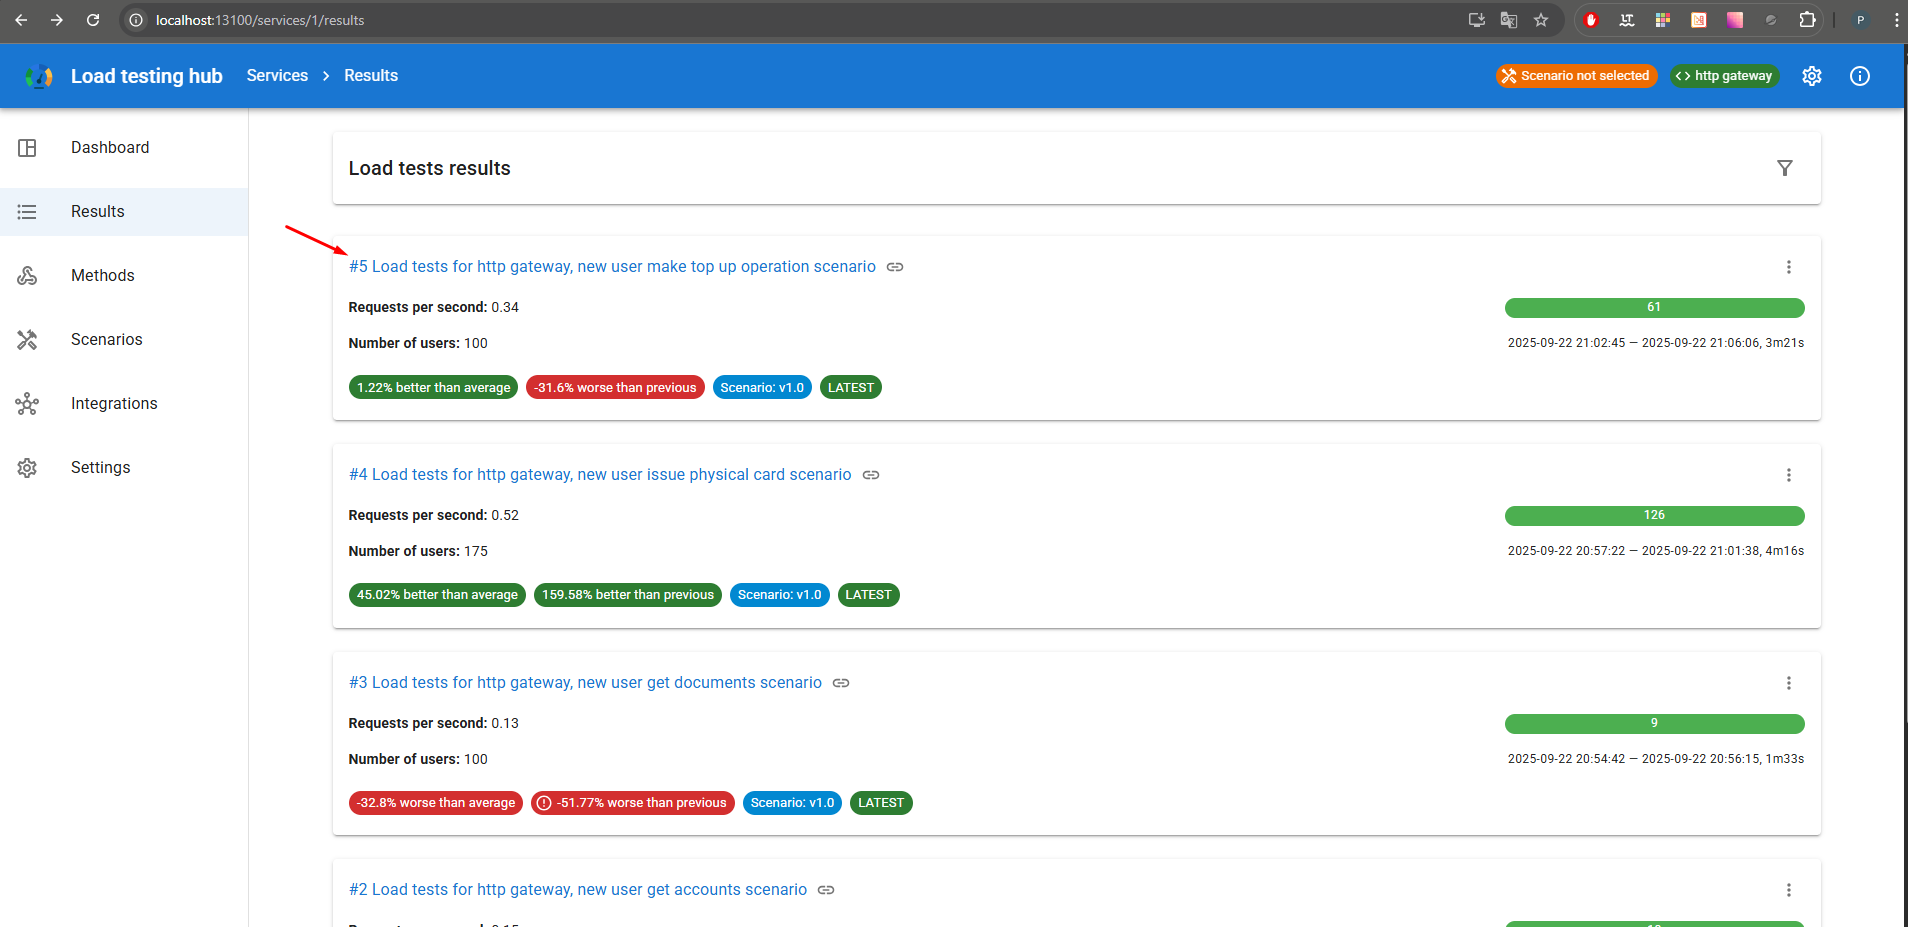 localhost:13100/services/1/results
P
Load testing hub Services > Results
Scenario not selected
<> http gateway
Dashboard
Results
Methods
Scenarios
Integrations
Settings
Load tests results
#5 Load tests for http gateway, new user make top up operation scenario
Requests per second: 0.34
61
Number of users: 100
2025-09-22 21:02:45 — 2025-09-22 21:06:06, 3m21s
1.22% better than average -31.6% worse than previous Scenario: v1.0 LATEST
#4 Load tests for http gateway, new user issue physical card scenario
Requests per second: 0.52
126
Number of users: 175
2025-09-22 20:57:22 — 2025-09-22 21:01:38, 4m16s
45.02% better than average 159.58% better than previous Scenario: v1.0 LATEST
#3 Load tests for http gateway, new user get documents scenario
Requests per second: 0.13
9
Number of users: 100
2025-09-22 20:54:42 — 2025-09-22 20:56:15, 1m33s
-32.8% worse than average -51.77% worse than previous Scenario: v1.0 LATEST
#2 Load tests for http gateway, new user get accounts scenario